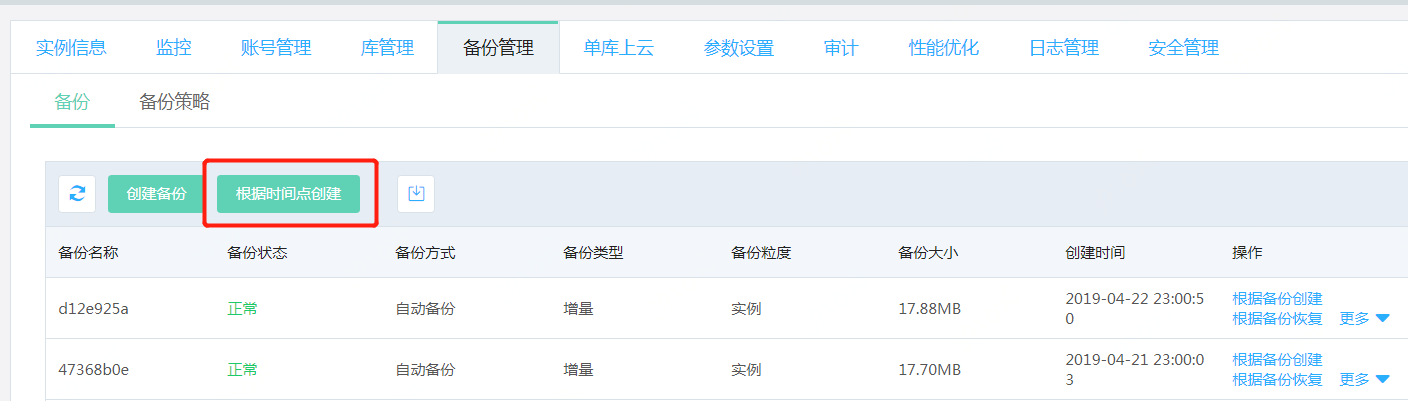 实例信息 监控 账号管理 库管理 备份管理 单库上云 参数设置 审计 性能优化 日志管理 安全管理
备份 备份策略
创建备份 根据时间点创建
备份名称 备份状态 备份方式 备份类型 备份粒度 备份大小 创建时间 操作
d12e925a 正常 自动备份 增量 实例 17.88MB 2019-04-22 23:00:5 根据备份创建
0 根据备份恢复 更多
47368b0e 正常 自动备份 增量 实例 17.70MB 2019-04-21 23:00:0 根据备份创建
3 根据备份恢复 更多